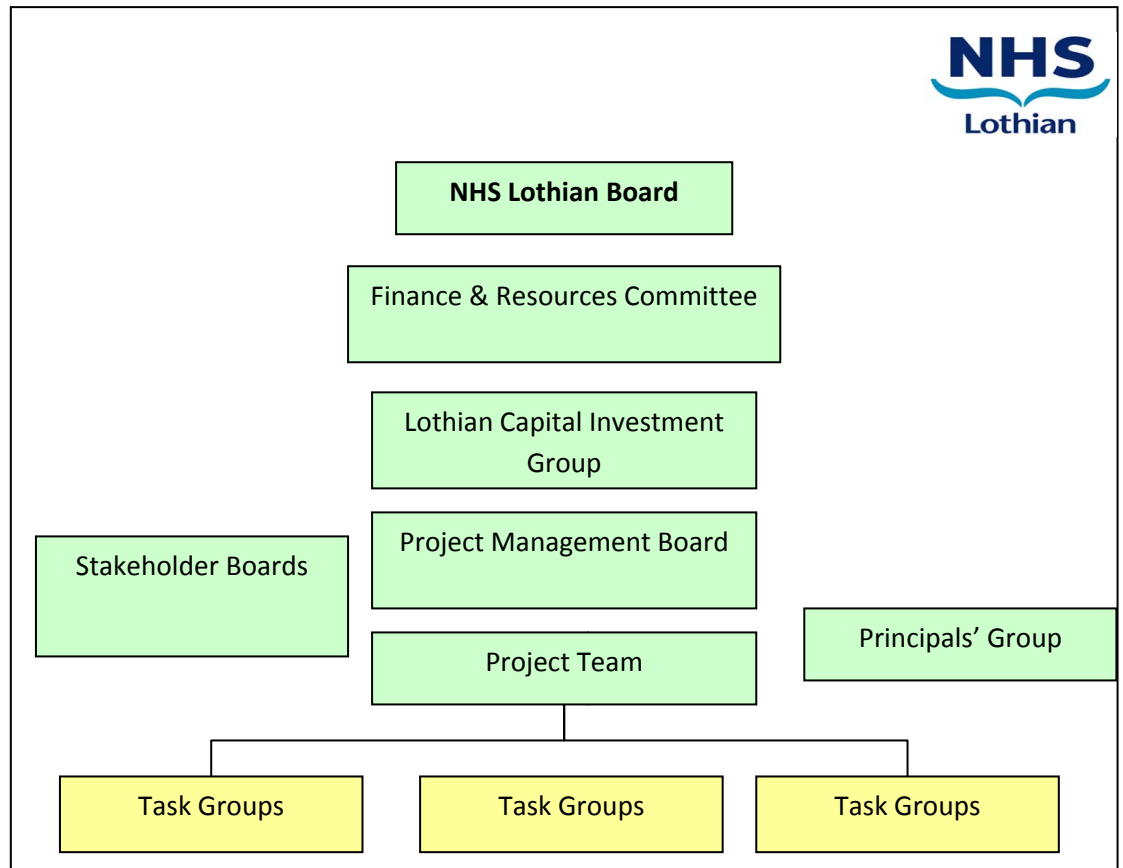 NHS
Lothian
NHS Lothian Board
Finance & Resources Committee
Lothian Capital Investment
Group
Project Management Board
Stakeholder Boards
Principals’ Group
Project Team
Task Groups
Task Groups
Task Groups